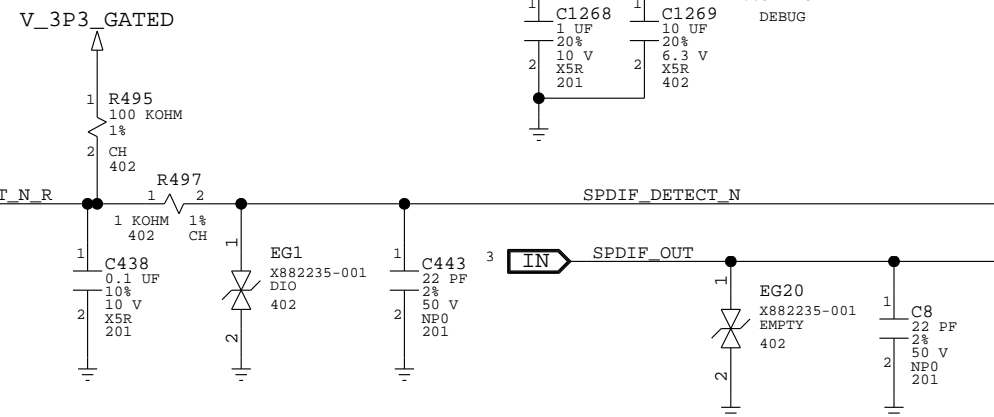 V_3P3_GATED
1
C1268
1 UF
20%
10 V
X5R
201
2
1
C1269
10 UF
20%
6.3 V
X5R
402
2
DEBUG
1
R495
100 KOHM
1%
2
CH
402
T_N_R
R497
1 2
1 KOHM 1%
402 CH
SPDIF_DETECT_N
1
C438
0.1 UF
10%
10 V
X5R
201
2
1
EG1
X882235-001
DIO
402
2
1
C443
22 PF
2%
50 V
NP0
201
2
3 IN SPDIF_OUT
1
EG20
X882235-001
EMPTY
402
2
1
C8
22 PF
2%
50 V
NP0
201
2